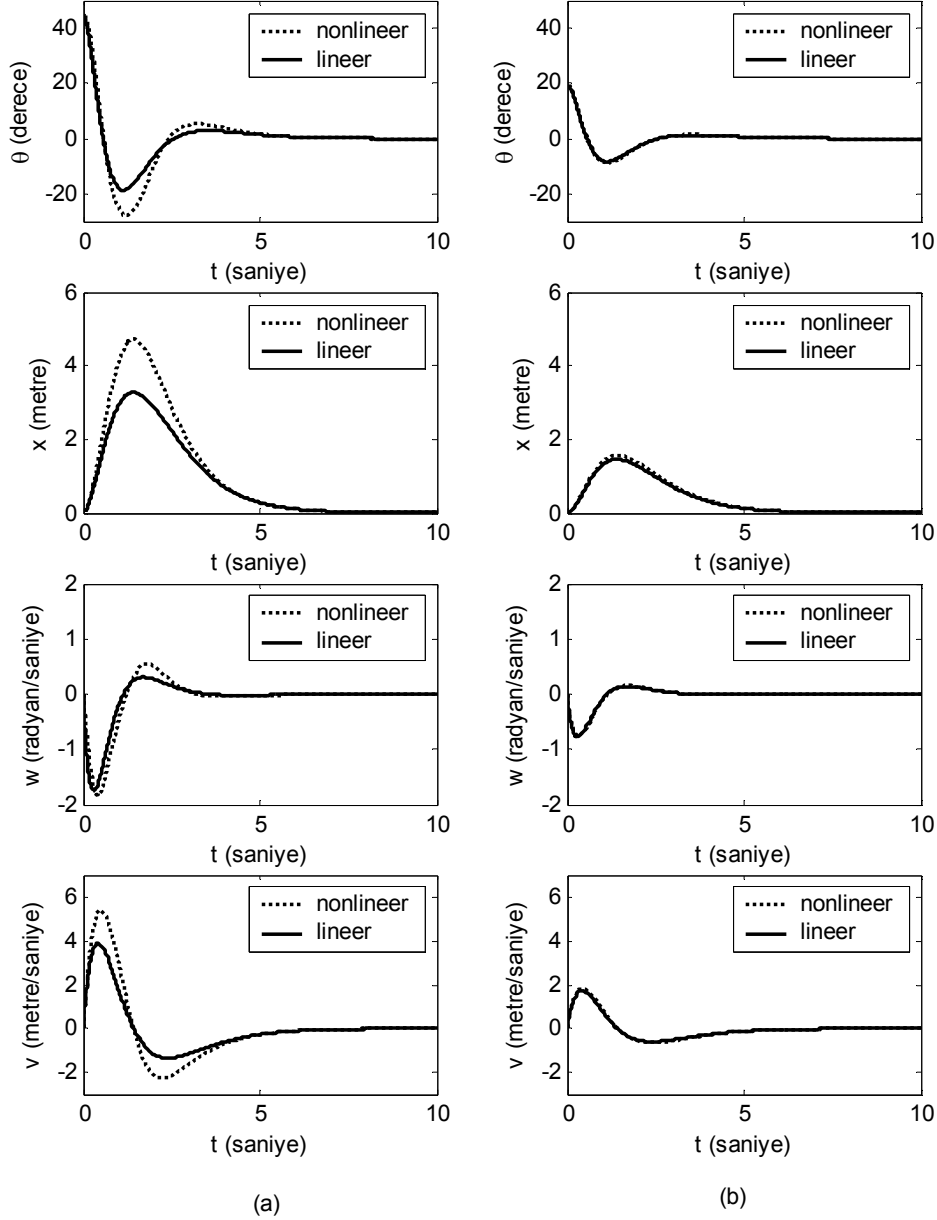 40
20
0
-20
θ (derece)
nonlineer
lineer
0 5 10
t (saniye)
40
20
0
-20
θ (derece)
nonlineer
lineer
0 5 10
t (saniye)
6
4
2
0
x (metre)
nonlineer
lineer
0 5 10
t (saniye)
6
4
2
0
x (metre)
nonlineer
lineer
0 5 10
t (saniye)
2
1
0
-1
-2
w (radyan/saniye)
nonlineer
lineer
0 5 10
t (saniye)
2
1
0
-1
-2
w (radyan/saniye)
nonlineer
lineer
0 5 10
t (saniye)
6
4
2
0
-2
v (metre/saniye)
nonlineer
lineer
0 5 10
t (saniye)
6
4
2
0
-2
v (metre/saniye)
nonlineer
lineer
0 5 10
t (saniye)
(a)
(b)